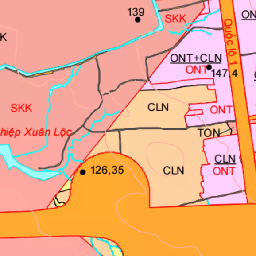 139
SKK
Quốc lộ 1
ONT+CLN
ONT
147,4
SKK
CLN
ONT
hiệp Xuân Lộc
TON
126,35
CLN
CLN
ONT
SKK